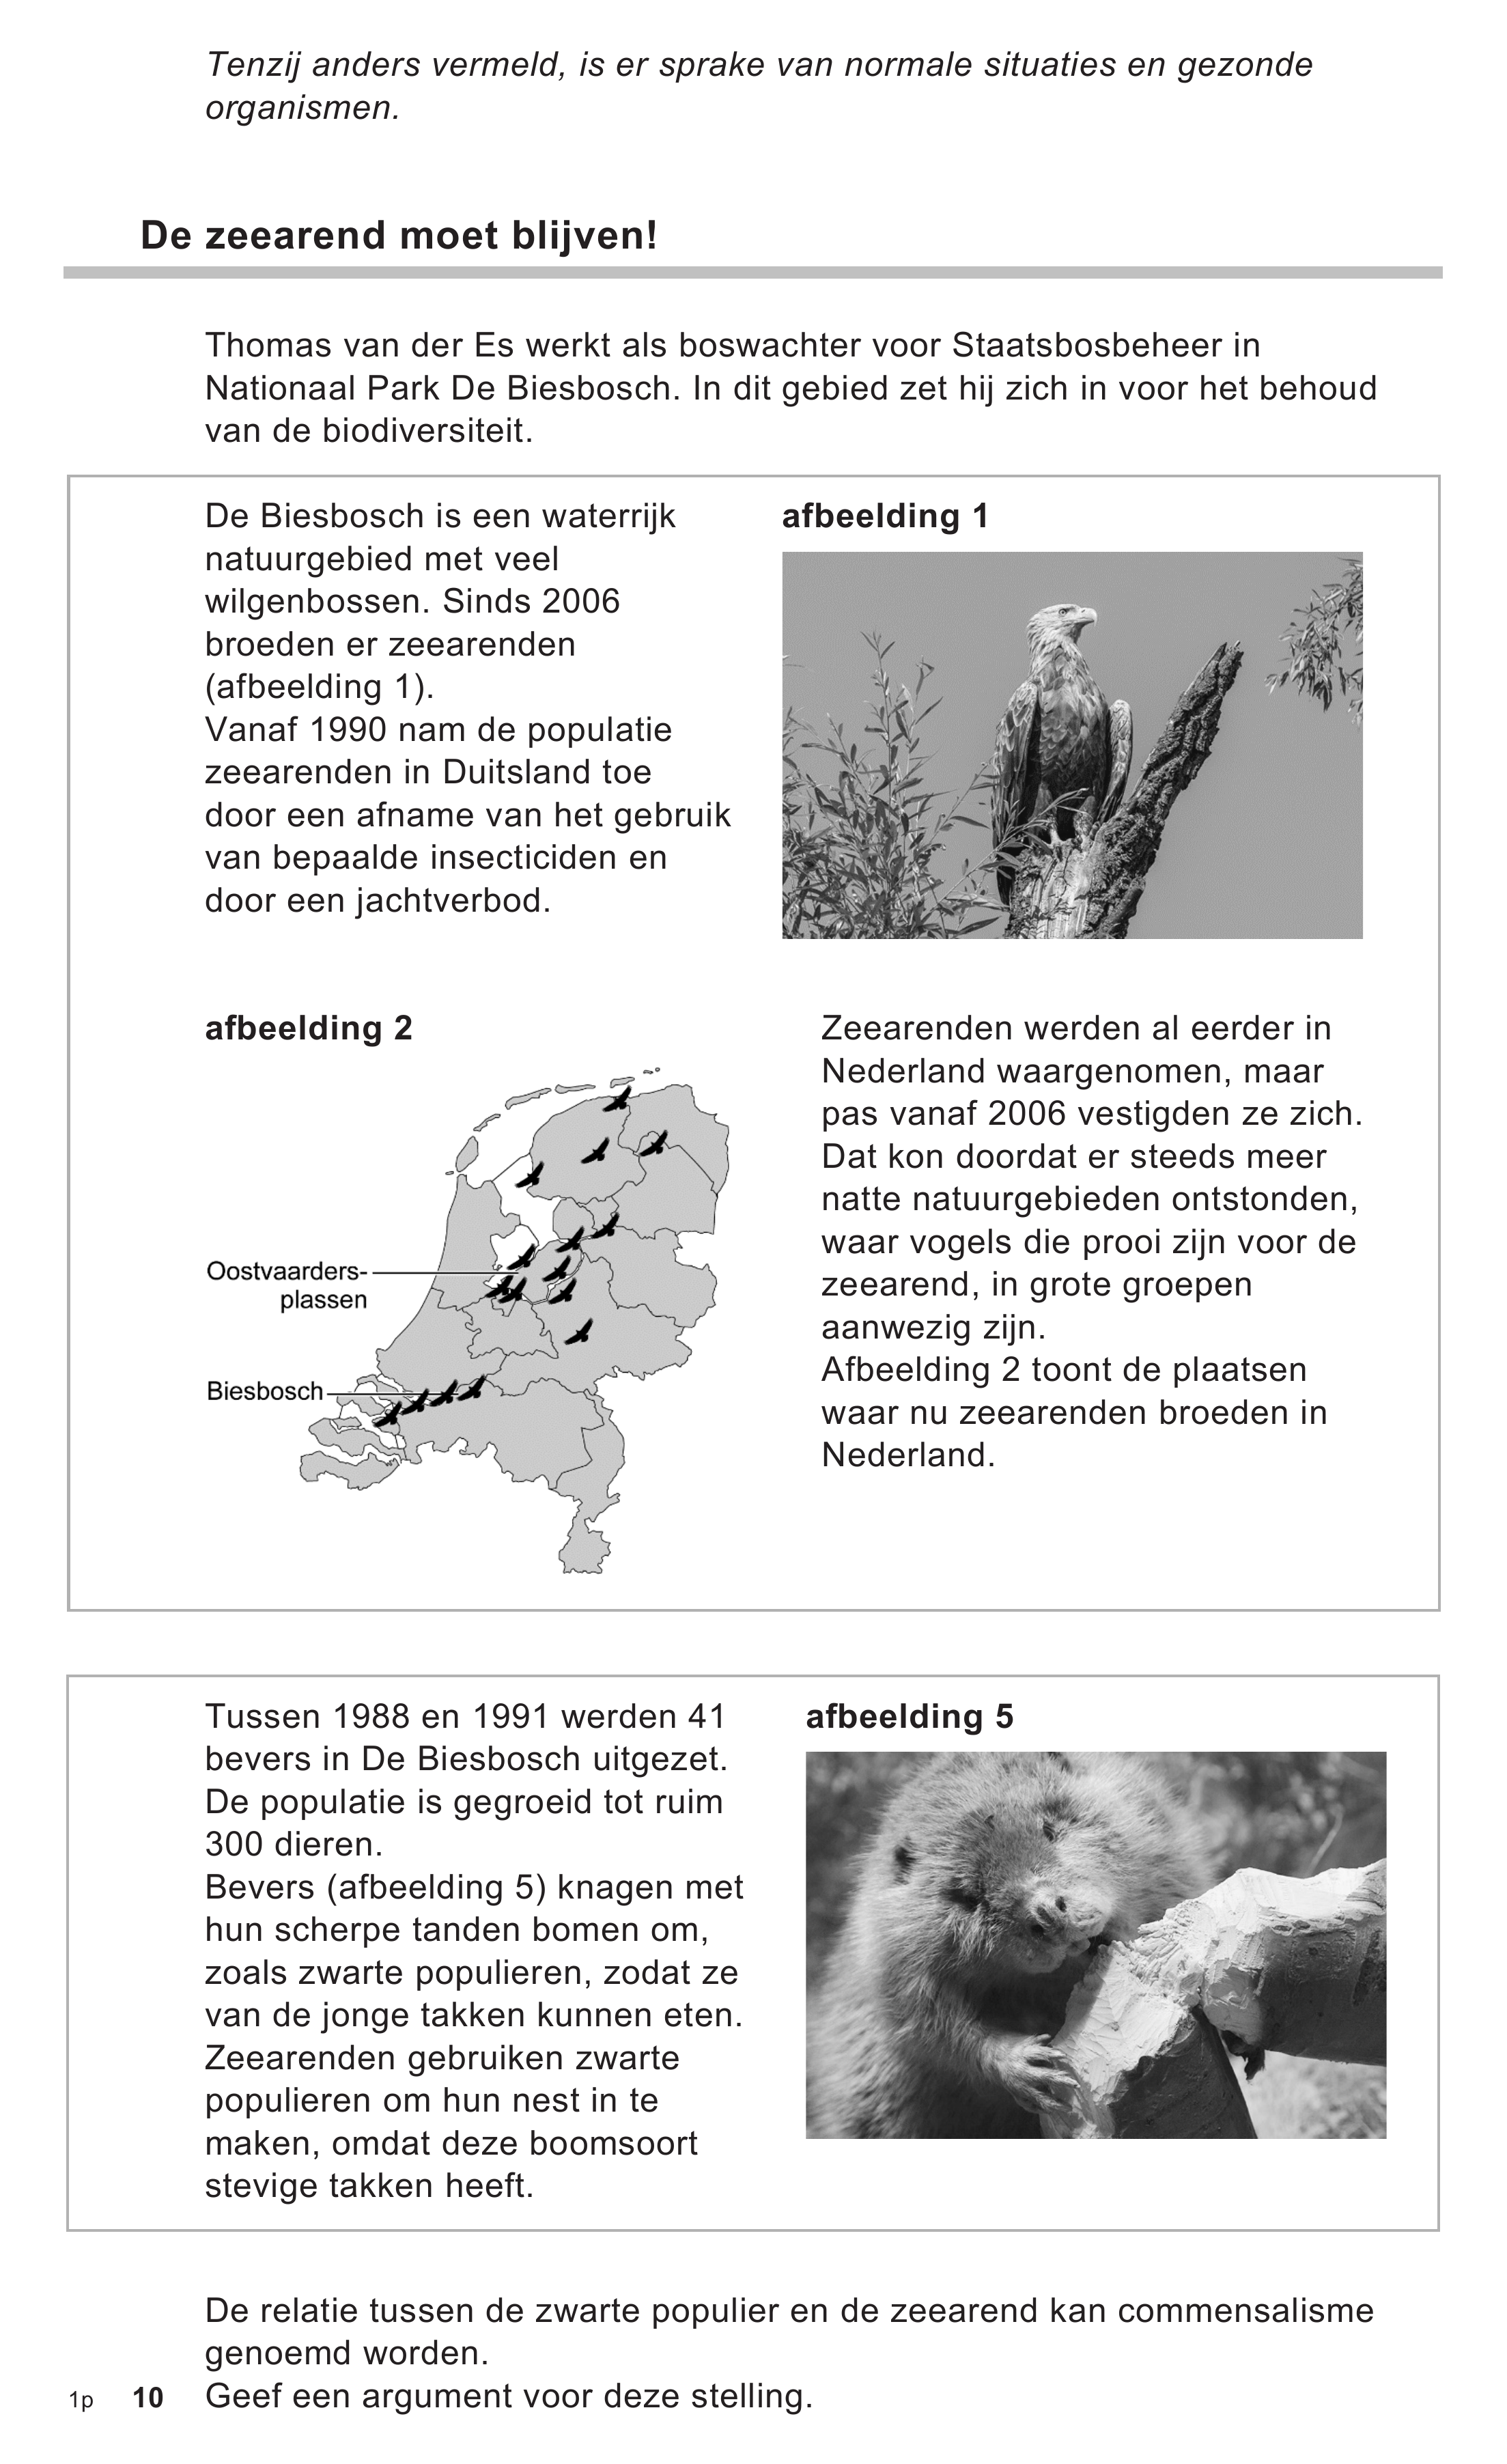 Tenzij anders vermeld, is er sprake van normale situaties en gezonde
organismen.
De zeearend moet blijven!
Thomas van der Es werkt als boswachter voor Staatsbosbeheer in
Nationaal Park De Biesbosch. In dit gebied zet hij zich in voor het behoud
van de biodiversiteit.
De Biesbosch is een waterrijk
natuurgebied met veel
wilgenbossen. Sinds 2006
broeden er zeearenden
(afbeelding 1).
Vanaf 1990 nam de populatie
zeearenden in Duitsland toe
door een afname van het gebruik
van bepaalde insecticiden en
door een jachtverbod.
afbeelding 1
afbeelding 2
Oostvaarders-
plassen
Biesbosch
Zeearenden werden al eerder in
Nederland waargenomen, maar
pas vanaf 2006 vestigden ze zich.
Dat kon doordat er steeds meer
natte natuurgebieden ontstonden,
waar vogels die prooi zijn voor de
zeearend, in grote groepen
aanwezig zijn.
Afbeelding 2 toont de plaatsen
waar nu zeearenden broeden in
Nederland.
Tussen 1988 en 1991 werden 41
bevers in De Biesbosch uitgezet.
De populatie is gegroeid tot ruim
300 dieren.
Bevers (afbeelding 5) knagen met
hun scherpe tanden bomen om,
zoals zwarte populieren, zodat ze
van de jonge takken kunnen eten.
Zeearenden gebruiken zwarte
populieren om hun nest in te
maken, omdat deze boomsoort
stevige takken heeft.
afbeelding 5
De relatie tussen de zwarte populier en de zeearend kan commensalisme
genoemd worden.
1p 10 Geef een argument voor deze stelling.